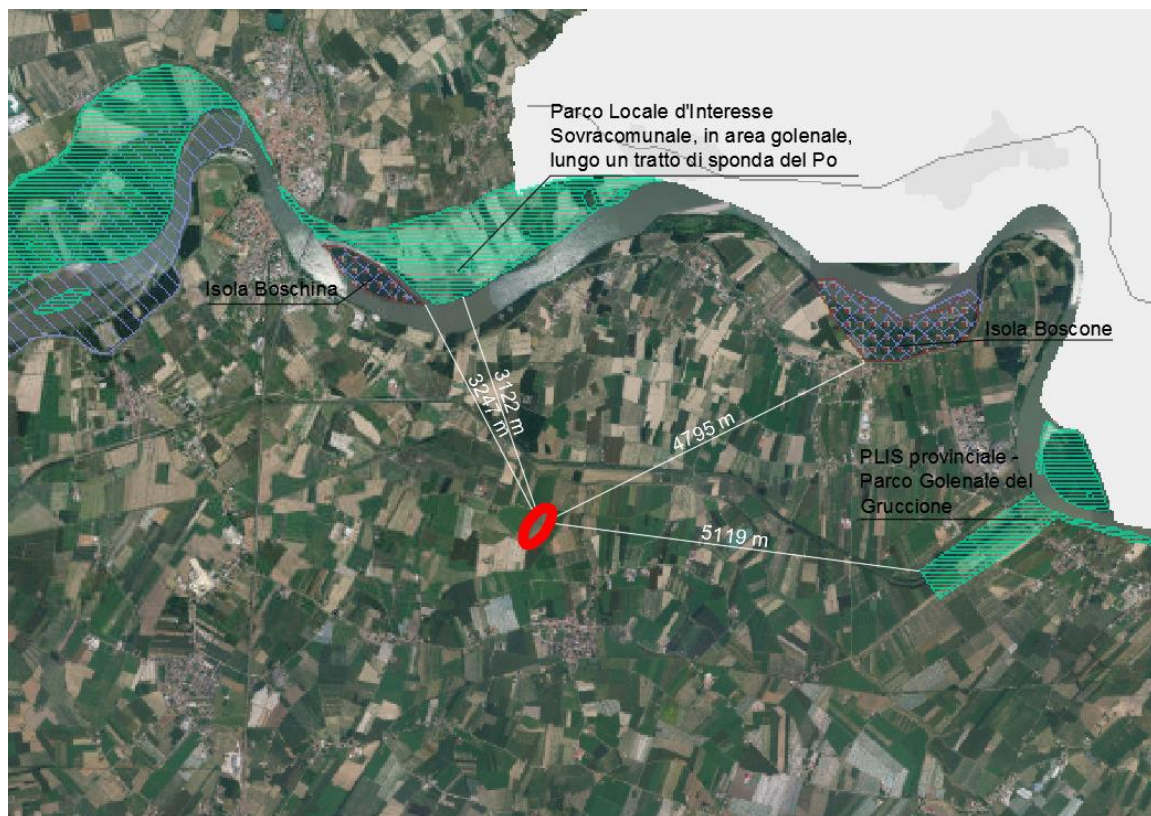 Parco Locale d'Interesse
Sovracomunale, in area golenale,
lungo un tratto di sponda del Po
Isola Boschina
Isola Boscone
3122 m
3247 m
4795 m
PLIS provinciale -
Parco Golenale del
Gruccione
5119 m